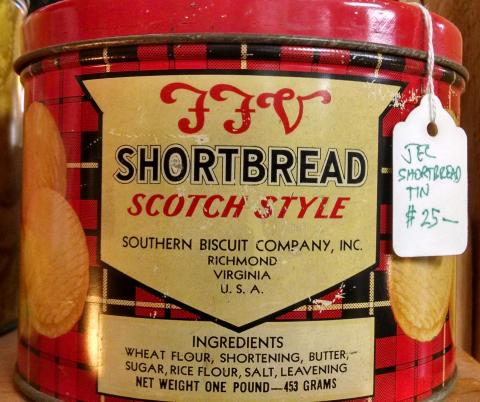 FFV
SHORTBREAD
SCOTCH STYLE
SOUTHERN BISCUIT COMPANY, INC.
RICHMOND
VIRGINIA
U. S. A.
INGREDIENTS
WHEAT FLOUR, SHORTENING, BUTTER,
SUGAR, RICE FLOUR, SALT, LEAVENING
NET WEIGHT ONE POUND—453 GRAMS
SHORTBREAD
TIN
$25—